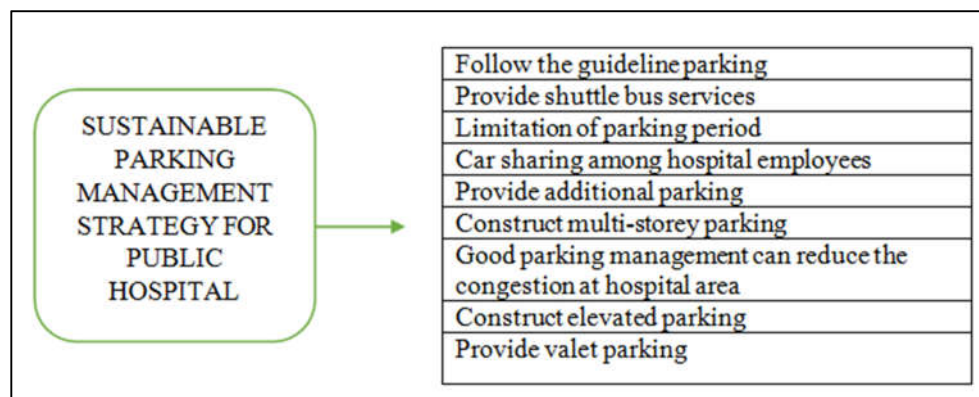 SUSTAINABLE
PARKING
MANAGEMENT
STRATEGY FOR
PUBLIC
HOSPITAL
Follow the guideline parking
Provide shuttle bus services
Limitation of parking period
Car sharing among hospital employees
Provide additional parking
Construct multi-storey parking
Good parking management can reduce the
congestion at hospital area
Construct elevated parking
Provide valet parking